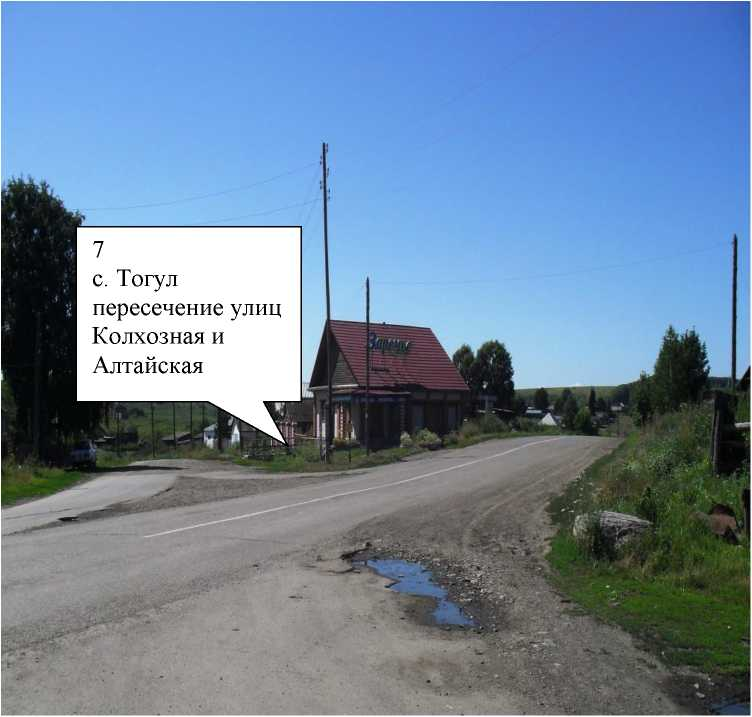 7
с. Тогул
пересечение улиц
Колхозная и
Алтайская